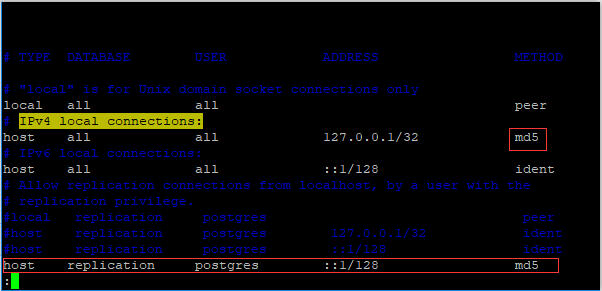 # TYPE DATABASE USER ADDRESS METHOD
# "local" is for Unix domain socket connections only
local all all peer
# IPv4 local connections:
host all all 127.0.0.1/32 md5
# IPv6 local connections:
host all all ::1/128 ident
# Allow replication connections from localhost, by a user with the
# replication privilege.
#local replication postgres peer
#host replication postgres 127.0.0.1/32 ident
#host replication postgres ::1/128 ident
host replication postgres ::1/128 md5
: